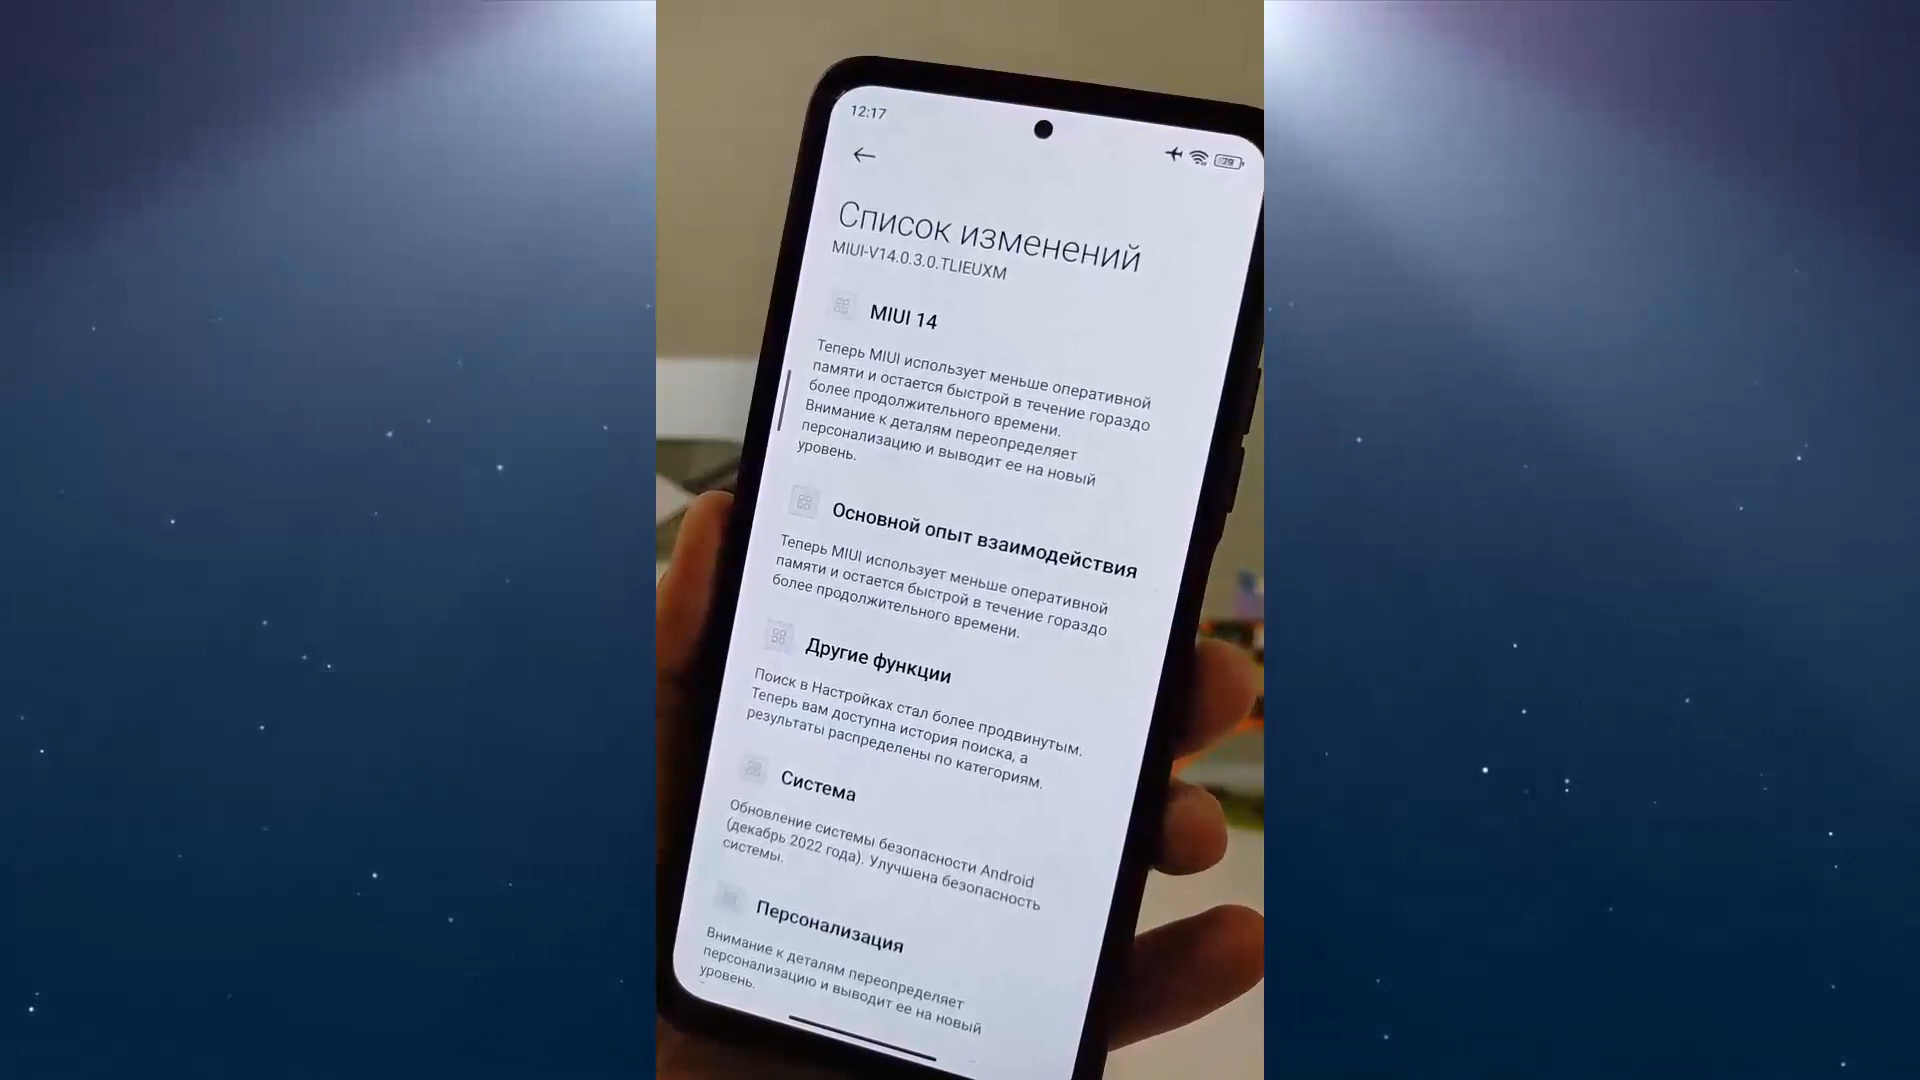 12:17
79
Список изменений
MIUI-V14.0.3.0.TLIEUXM
MIUI 14
Теперь MIUI использует меньше оперативной
памяти и остается быстрой в течение гораздо
более продолжительного времени.
Внимание к деталям переопределяет
персонализацию и выводит ее на новый
уровень.
Основной опыт взаимодействия
Теперь MIUI использует меньше оперативной
памяти и остается быстрой в течение гораздо
более продолжительного времени.
Другие функции
Поиск в Настройках стал более продвинутым.
Теперь вам доступна история поиска, а
результаты распределены по категориям.
Система
Обновление системы безопасности Android
(декабрь 2022 года). Улучшена безопасность
системы.
Персонализация
Внимание к деталям переопределяет
персонализацию и выводит ее на новый
уровень.